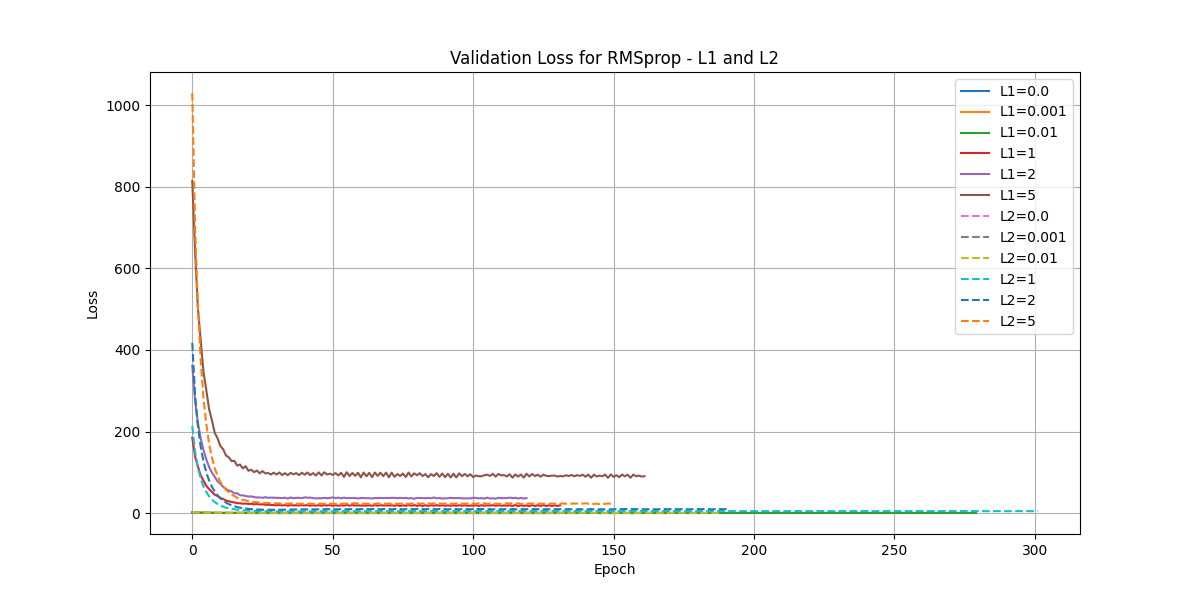 Validation Loss for RMSprop - L1 and L2
1000
800
600
400
200
0
Loss
0
50
100
150
200
250
300
Epoch
L1=0.0
L1=0.001
L1=0.01
L1=1
L1=2
L1=5
L2=0.0
L2=0.001
L2=0.01
L2=1
L2=2
L2=5